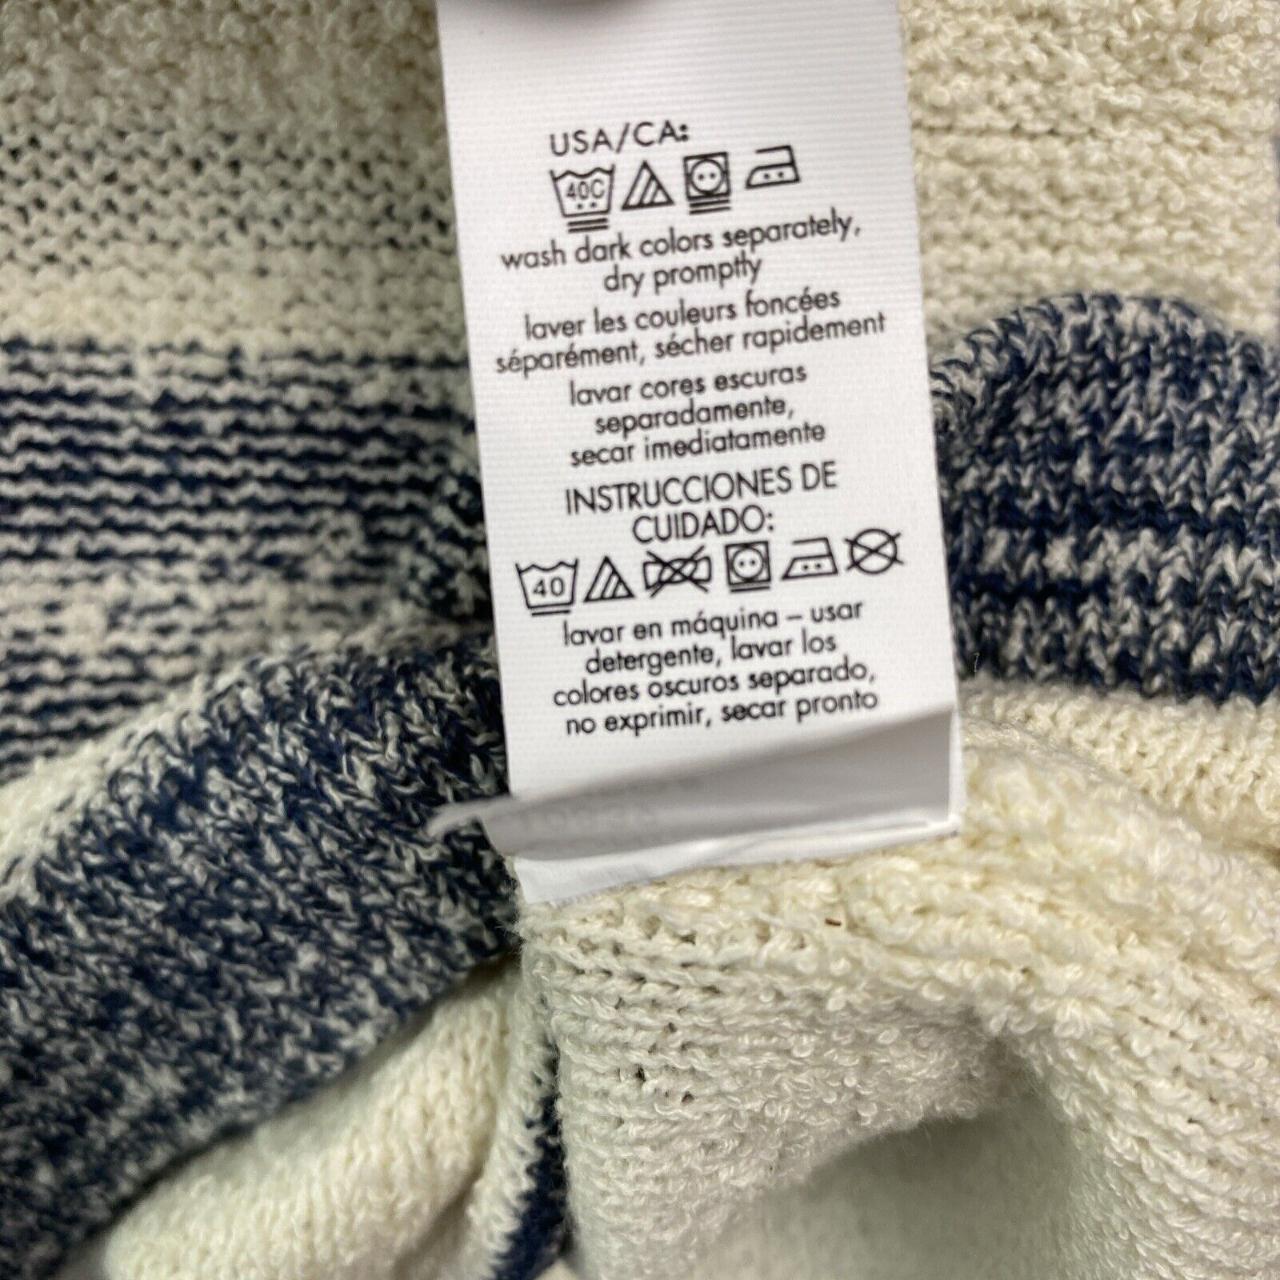 USA/CA:
40C
wash dark colors separately,
dry promptly
laver les couleurs foncées
séparément, sécher rapidement
lavar cores escuras
separadamente,
secar imediatamente
INSTRUCCIONES DE
CUIDADO:
40
lavar en máquina – usar
detergente, lavar los
colores oscuros separado,
no exprimir, secar pronto